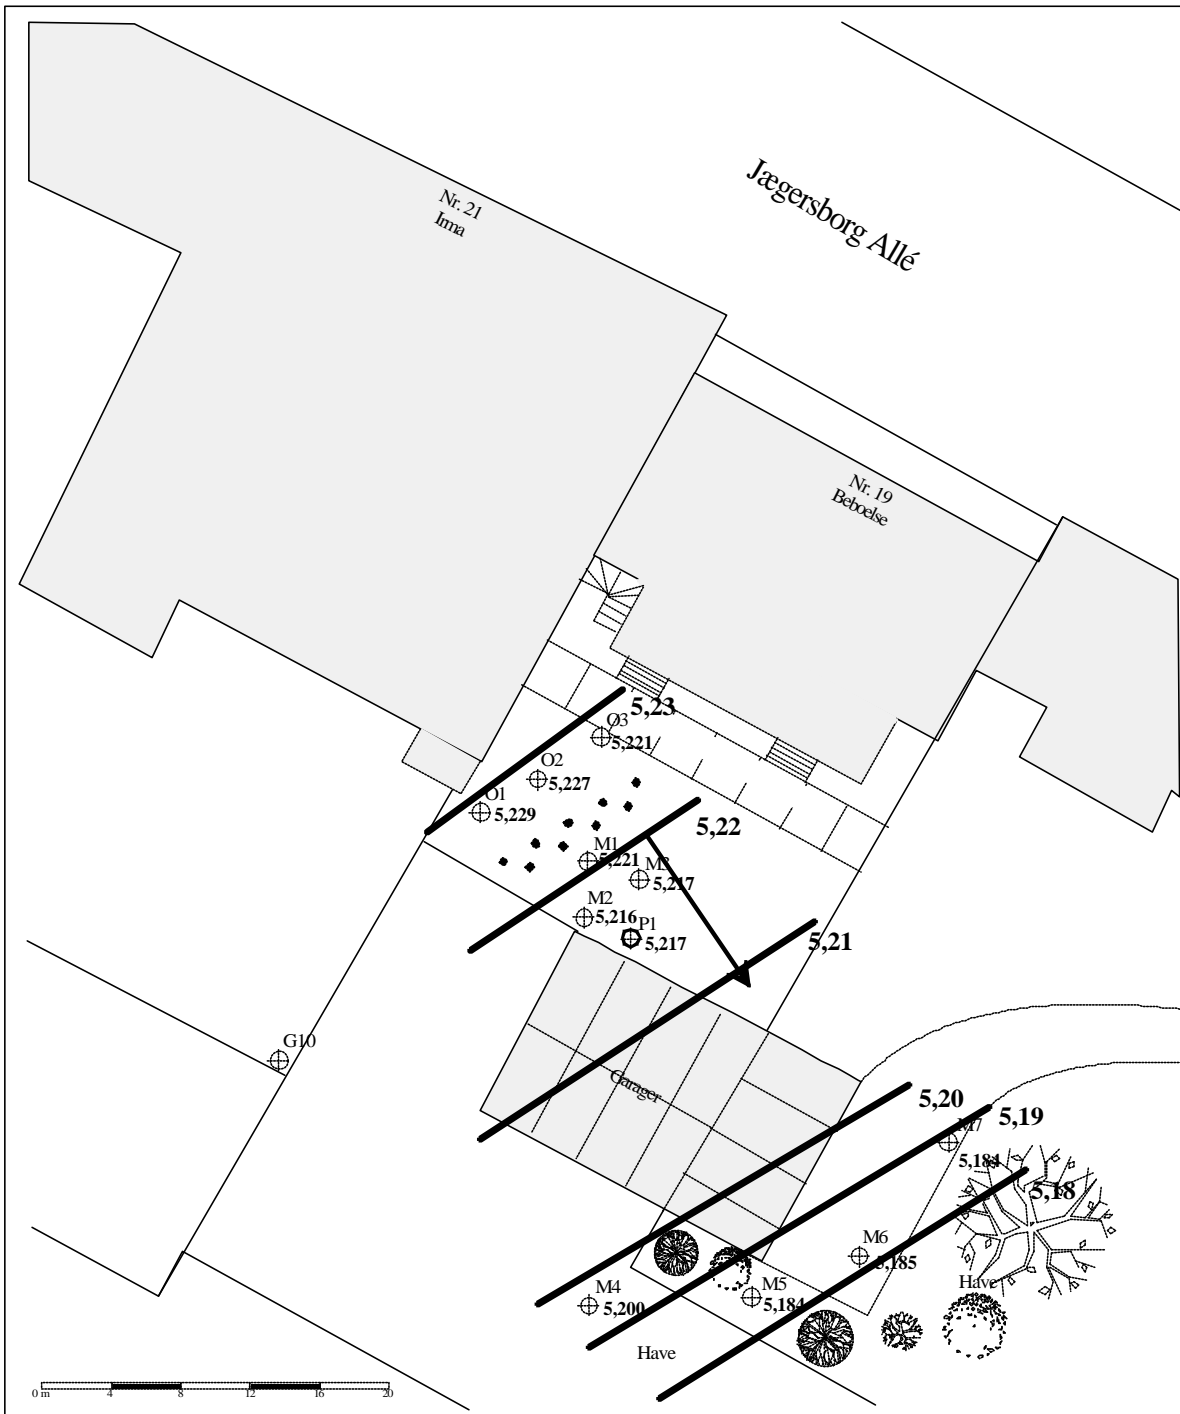 Jægersborg Allé
Nr. 21
Irma
Nr. 19
Beboelse
5,23
O3
5,221
O2
5,227
O1
5,229
5,22
M1
5,221
M3
5,217
M2
5,216
P1
5,217
5,21
G10
Garager
5,20
5,19
M7
5,184
5,18
M6
5,185
Have
M5
5,184
M4
5,200
Have
0 m 4 8 12 16 20